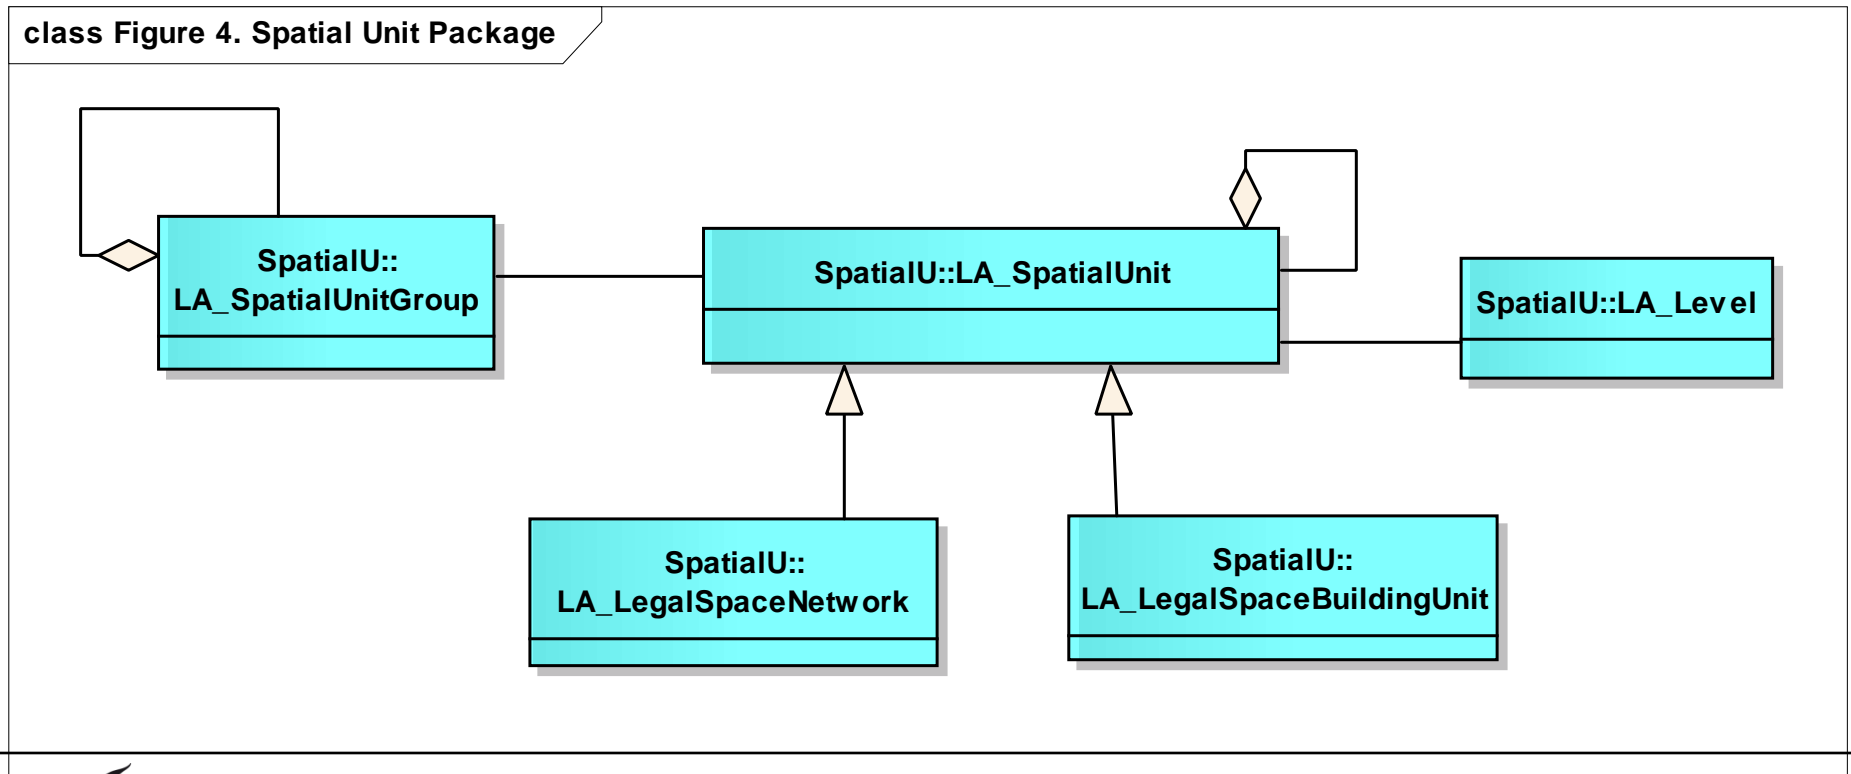 class Figure 4. Spatial Unit Package
SpatialU::
LA_SpatialUnitGroup
SpatialU::LA_SpatialUnit
SpatialU::LA_Level
SpatialU::
LA_LegalSpaceNetwork
SpatialU::
LA_LegalSpaceBuildingUnit